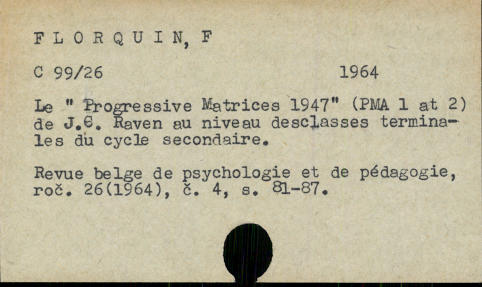 FLORQUIN, F
C 99/26 1964
Le " Progressive Matrices 1947" (PMA 1 at 2)
de J.C. Raven au niveau desclasses termina-
les du cycle secondaire.
Revue belge de psychologie et de pédagogie,
roč. 26(1964), č. 4, s. 81-87.